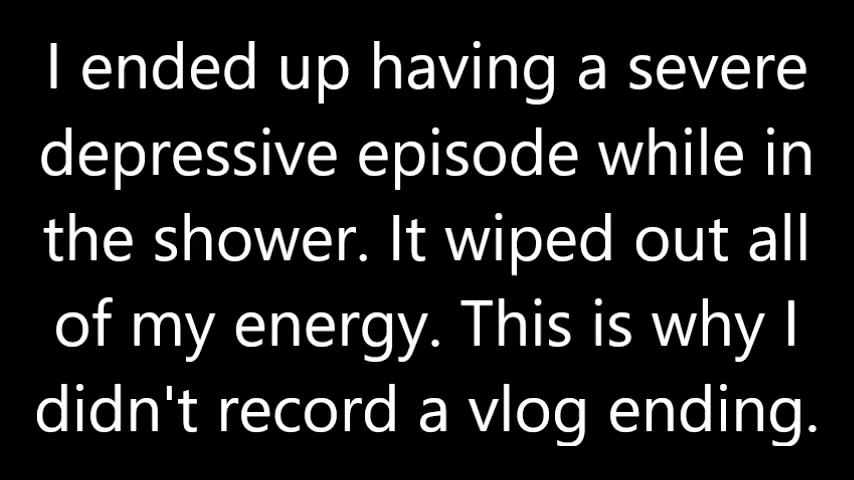 I ended up having a severe
depressive episode while in
the shower. It wiped out all
of my energy. This is why I
didn't record a vlog ending.